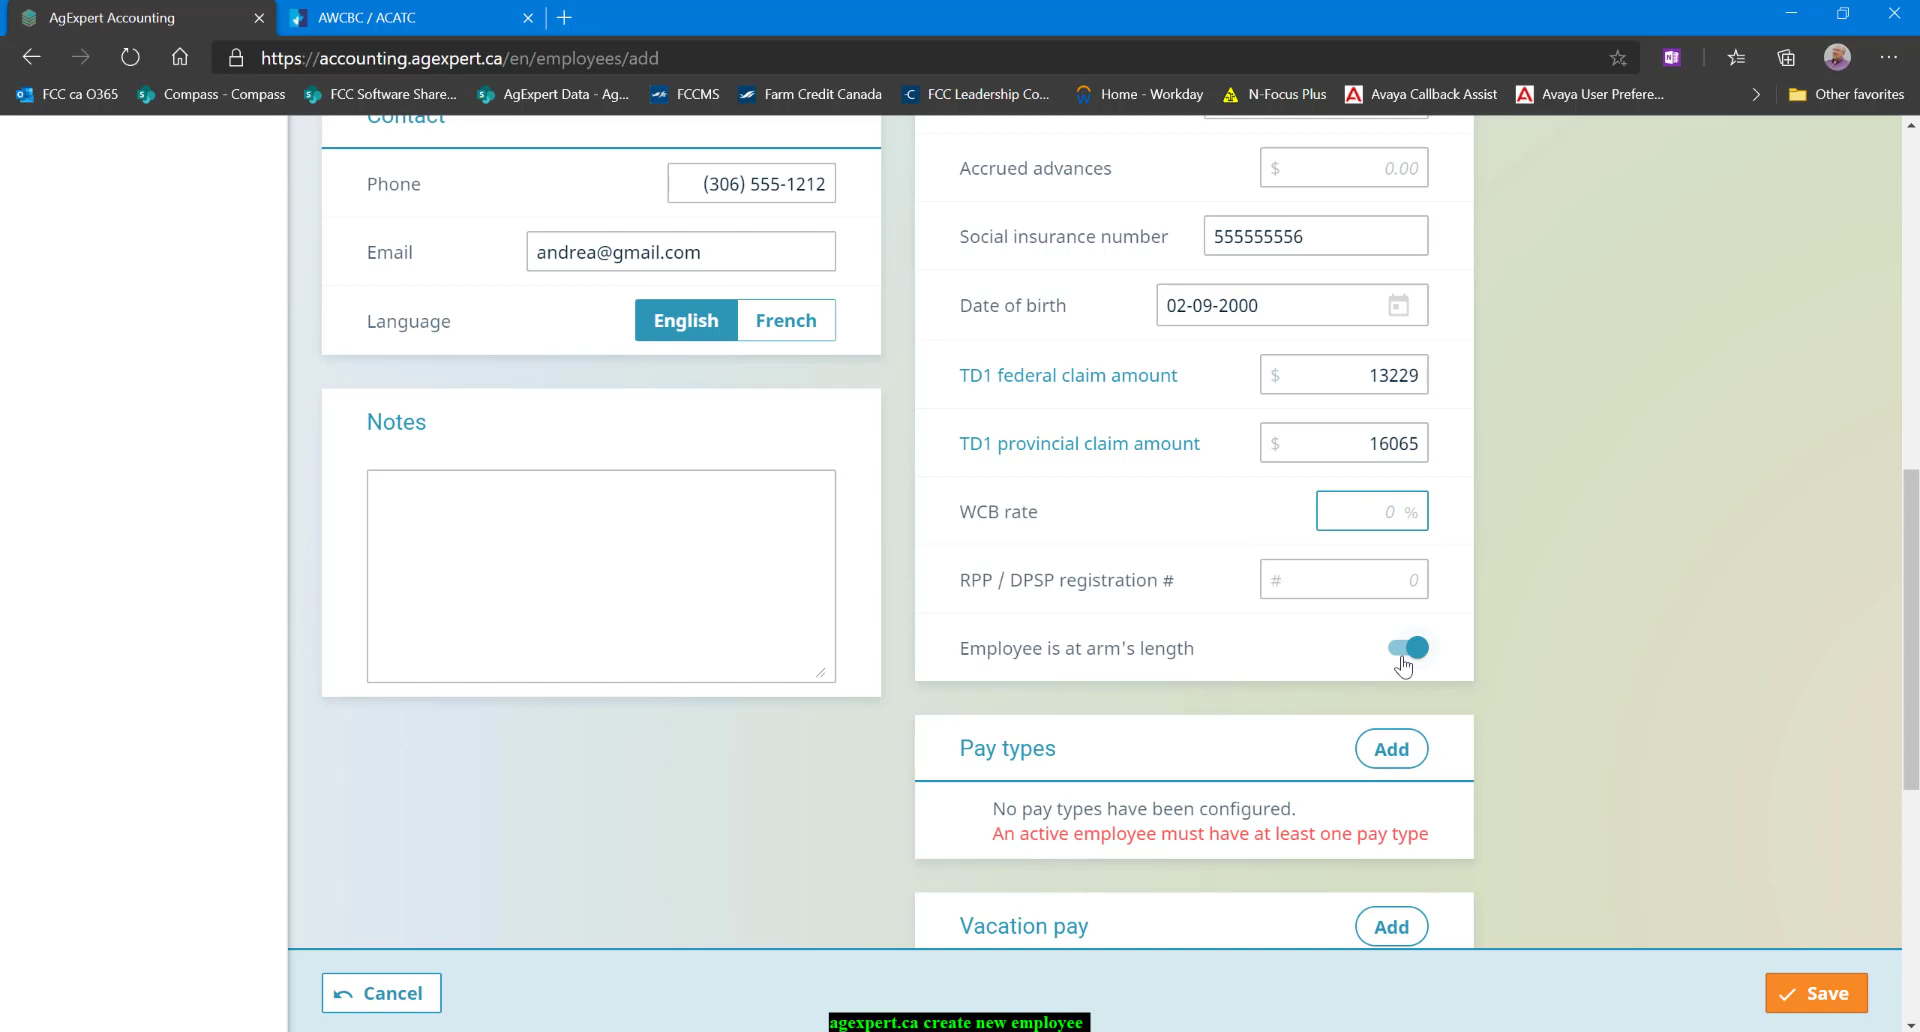 AgExpert Accounting
AWCBC / ACATC
https://accounting.agexpert.ca/en/employees/add
FCC ca O365
Compass - Compass
FCC Software Share...
AgExpert Data - Ag...
FCCMS
Farm Credit Canada
FCC Leadership Co...
Home - Workday
N-Focus Plus
Avaya Callback Assist
Avaya User Prefere...
Other favorites
Contact
Phone
(306) 555-1212
Email
andrea@gmail.com
Language
English
French
Notes
Accrued advances
$ 0.00
Social insurance number
555555556
Date of birth
02-09-2000
TD1 federal claim amount
$ 13229
TD1 provincial claim amount
$ 16065
WCB rate
0 %
RPP / DPSP registration #
# 0
Employee is at arm's length
Pay types
Add
No pay types have been configured.
An active employee must have at least one pay type
Vacation pay
Add
Cancel
Save
agexpert.ca create new employee